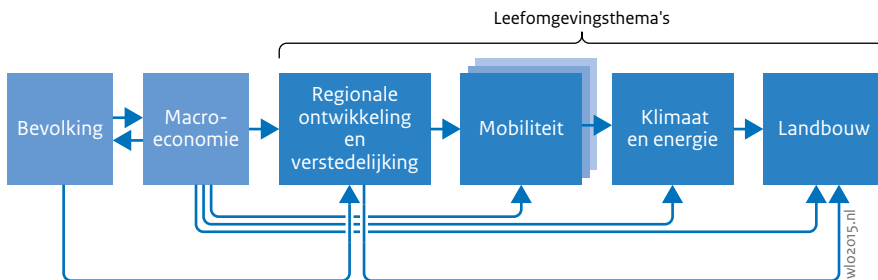 Leefomgevingsthema's
Bevolking
Macro-
economie
Regionale
ontwikkeling
en
verstedelijking
Mobiliteit
Klimaat
en energie
Landbouw
wlo2015.nl